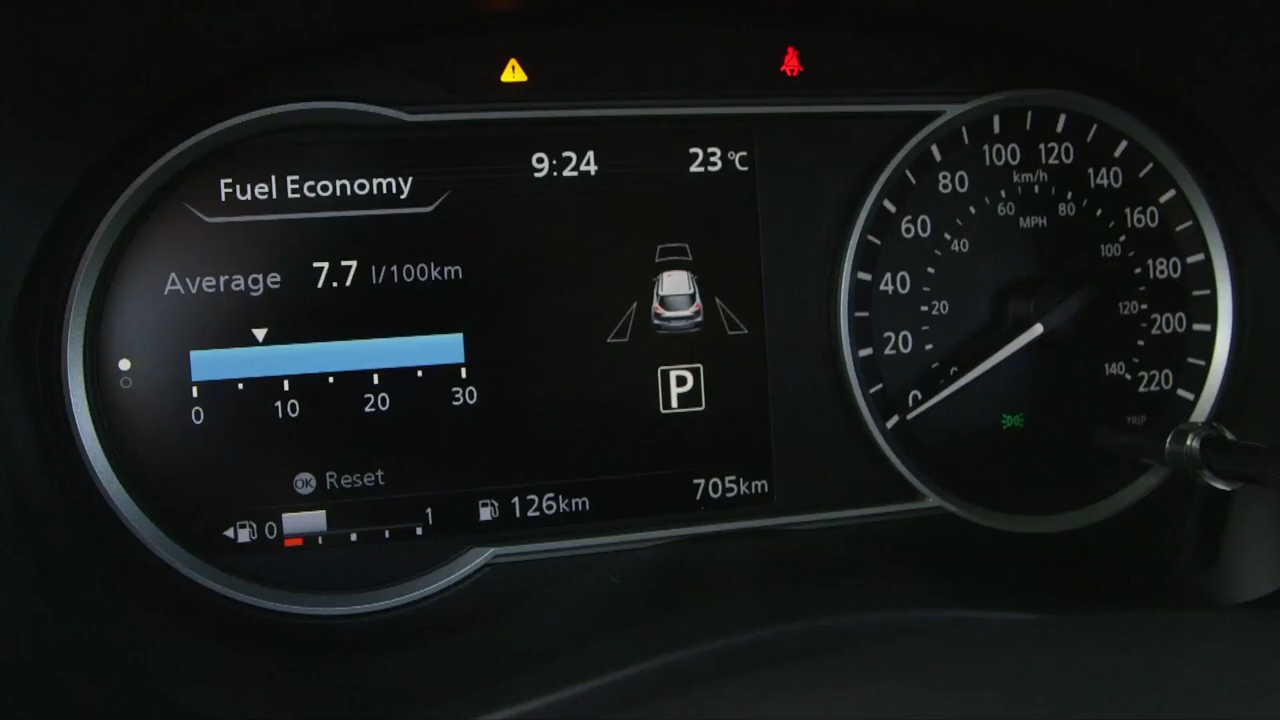 9:24 23°C
Fuel Economy
Average 7.7 l/100km
0 10 20 30
P
OK Reset
0 1
126km
705km
0 20 40 60 80 100 120 140 160 180 200 220
km/h
20 40 60 80 100 120 140
MPH
TRIP